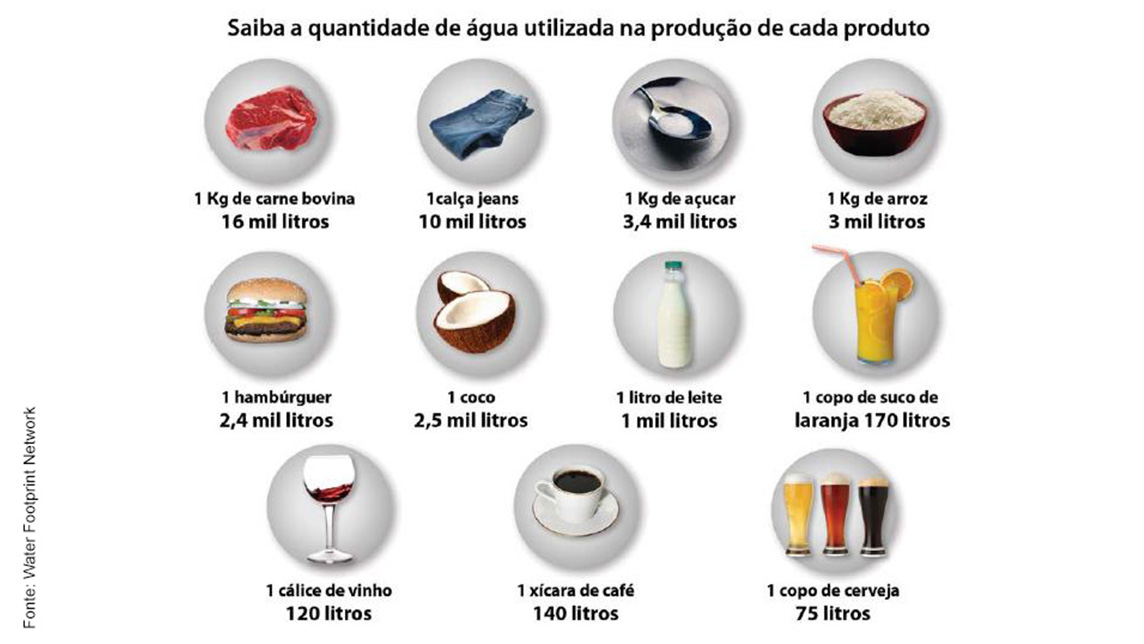 Saiba a quantidade de água utilizada na produção de cada produto
1 Kg de carne bovina
16 mil litros
1calça jeans
10 mil litros
1 Kg de açucar
3,4 mil litros
1 Kg de arroz
3 mil litros
1 hambúrguer
2,4 mil litros
1 coco
2,5 mil litros
1 litro de leite
1 mil litros
1 copo de suco de
laranja 170 litros
1 cálice de vinho
120 litros
1 xícara de café
140 litros
1 copo de cerveja
75 litros
Fonte: Water Footprint Network